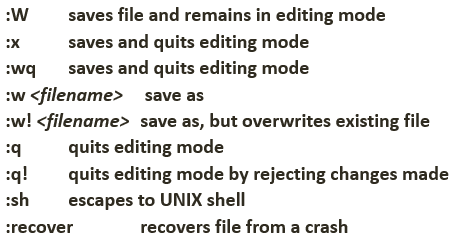 :W saves file and remains in editing mode
:x saves and quits editing mode
:wq saves and quits editing mode
:w <filename> save as
:w! <filename> save as, but overwrites existing file
:q quits editing mode
:q! quits editing mode by rejecting changes made
:sh escapes to UNIX shell
:recover recovers file from a crash